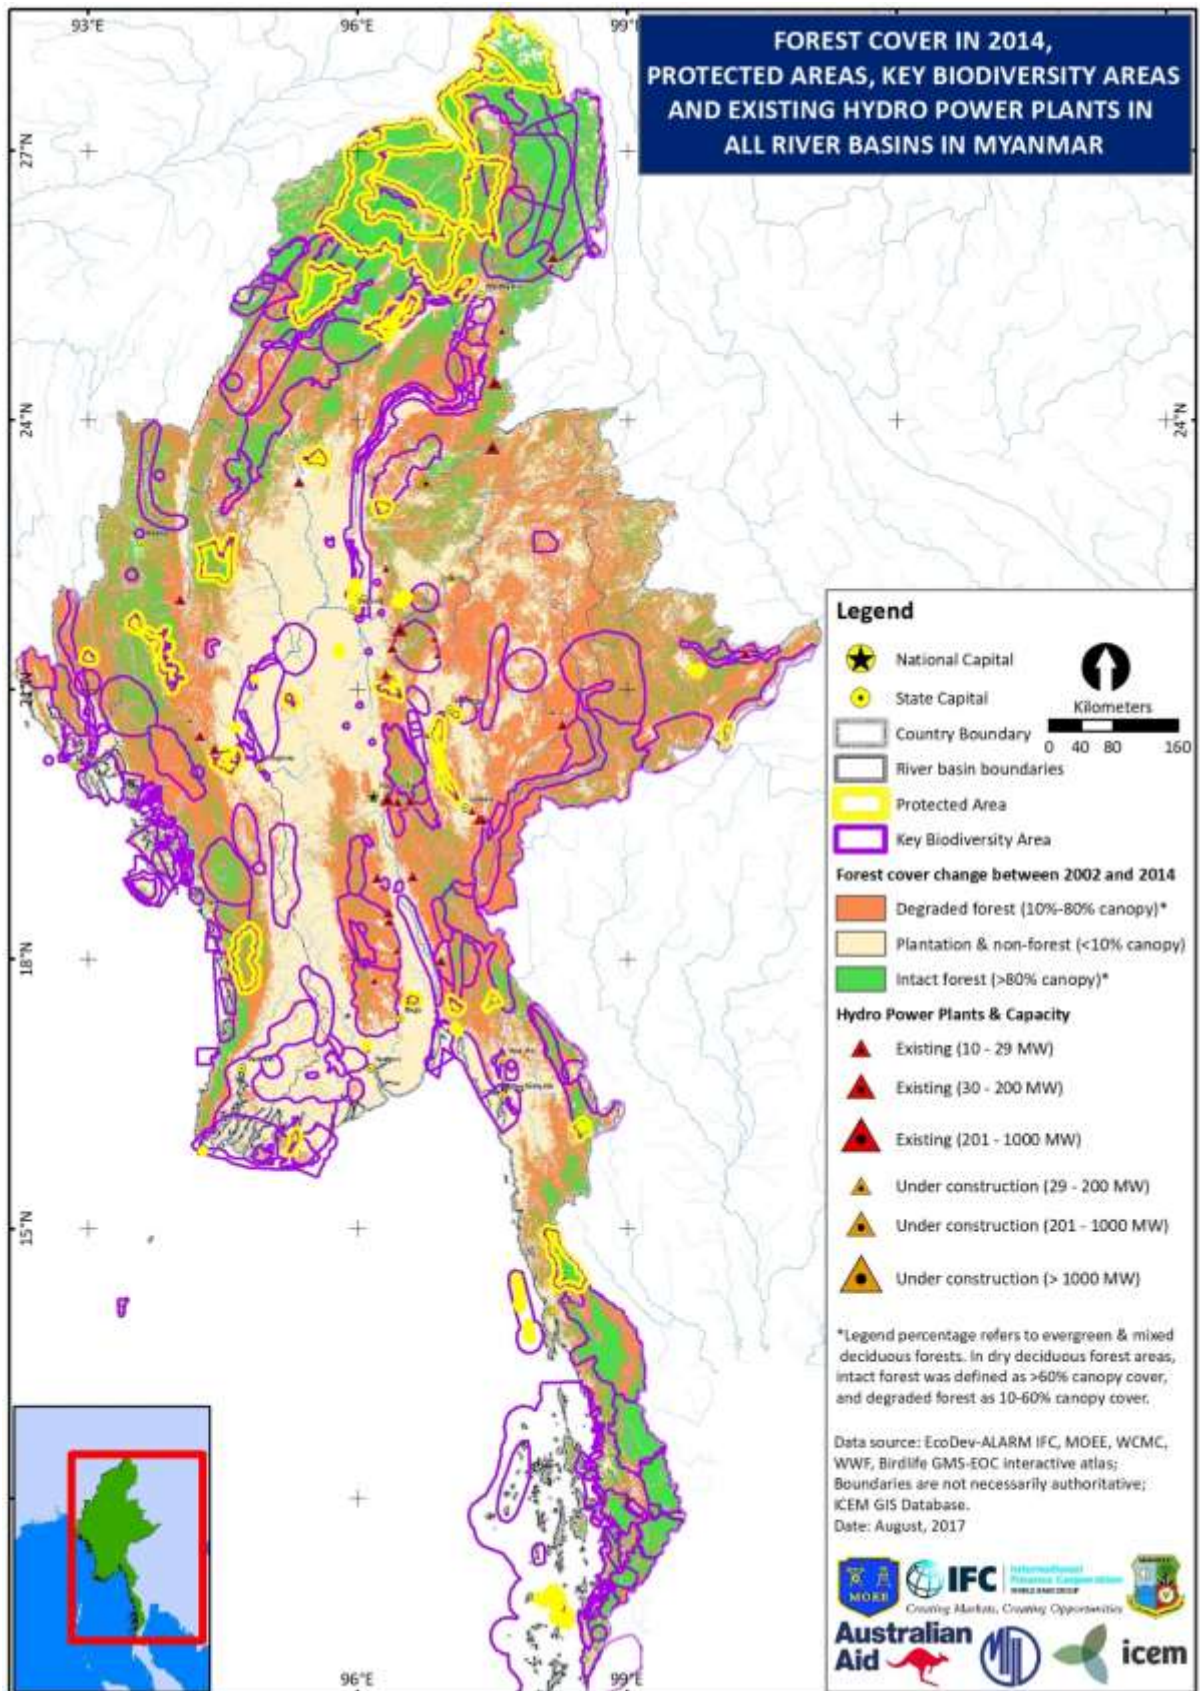 93°E
96°E
99°E
FOREST COVER IN 2014,
PROTECTED AREAS, KEY BIODIVERSITY AREAS
AND EXISTING HYDRO POWER PLANTS IN
ALL RIVER BASINS IN MYANMAR
27°N
24°N
24°N
21°N
18°N
15°N
Legend
National Capital
State Capital
Country Boundary
Kilometers
0 40 80 160
River basin boundaries
Protected Area
Key Biodiversity Area
Forest cover change between 2002 and 2014
Degraded forest (10%-80% canopy)*
Plantation & non-forest (<10% canopy)
Intact forest (>80% canopy)*
Hydro Power Plants & Capacity
Existing (10 - 29 MW)
Existing (30 - 200 MW)
Existing (201 - 1000 MW)
Under construction (29 - 200 MW)
Under construction (201 - 1000 MW)
Under construction (> 1000 MW)
*Legend percentage refers to evergreen & mixed
deciduous forests. In dry deciduous forest areas,
intact forest was defined as >60% canopy cover,
and degraded forest as 10-60% canopy cover.
Data source: EcoDev-ALARM IFC, MOEE, WCMC,
WWF, Birdlife GMS-EOC interactive atlas;
Boundaries are not necessarily authoritative;
ICEM GIS Database.
Date: August, 2017
MOEE
IFC
International
Finance Corporation
WORLD BANK GROUP
Creating Markets, Creating Opportunities
Australian
Aid
icem
96°E
99°E